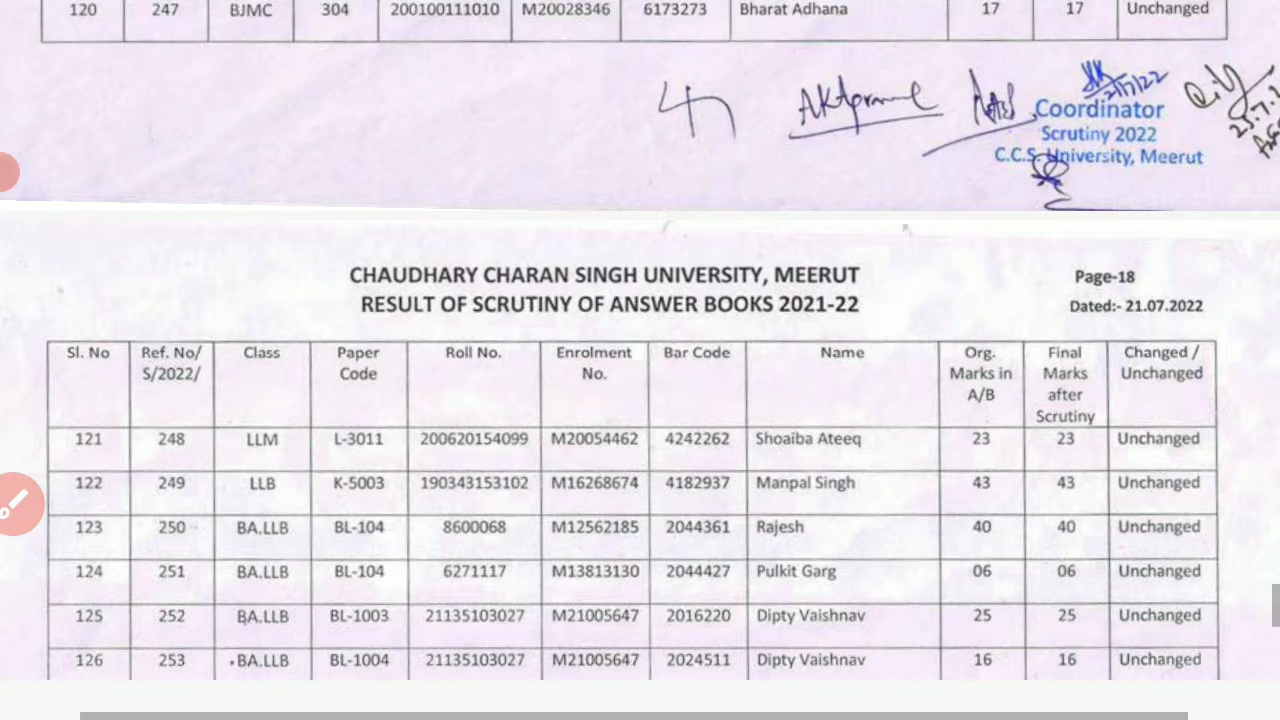 120 247 BJMC 304 200100111010 M20028346 6173273 Bharat Adhana 17 17 Unchanged
Coordinator
Scrutiny 2022
C.C.S. University, Meerut
CHAUDHARY CHARAN SINGH UNIVERSITY, MEERUT Page-18
RESULT OF SCRUTINY OF ANSWER BOOKS 2021-22 Dated:- 21.07.2022
Sl. No Ref. No/ Class Paper Roll No. Enrolment Bar Code Name Org. Final Changed /
S/2022/ Code No. Marks in Marks Unchanged
A/B after
Scrutiny
121 248 LLM L-3011 200620154099 M20054462 4242262 Shoaiba Ateeq 23 23 Unchanged
122 249 LLB K-5003 190343153102 M16268674 4182937 Manpal Singh 43 43 Unchanged
123 250 BA.LLB BL-104 8600068 M12562185 2044361 Rajesh 40 40 Unchanged
124 251 BA.LLB BL-104 6271117 M13813130 2044427 Pulkit Garg 06 06 Unchanged
125 252 BA.LLB BL-1003 21135103027 M21005647 2016220 Dipty Vaishnav 25 25 Unchanged
126 253 BA.LLB BL-1004 21135103027 M21005647 2024511 Dipty Vaishnav 16 16 Unchanged